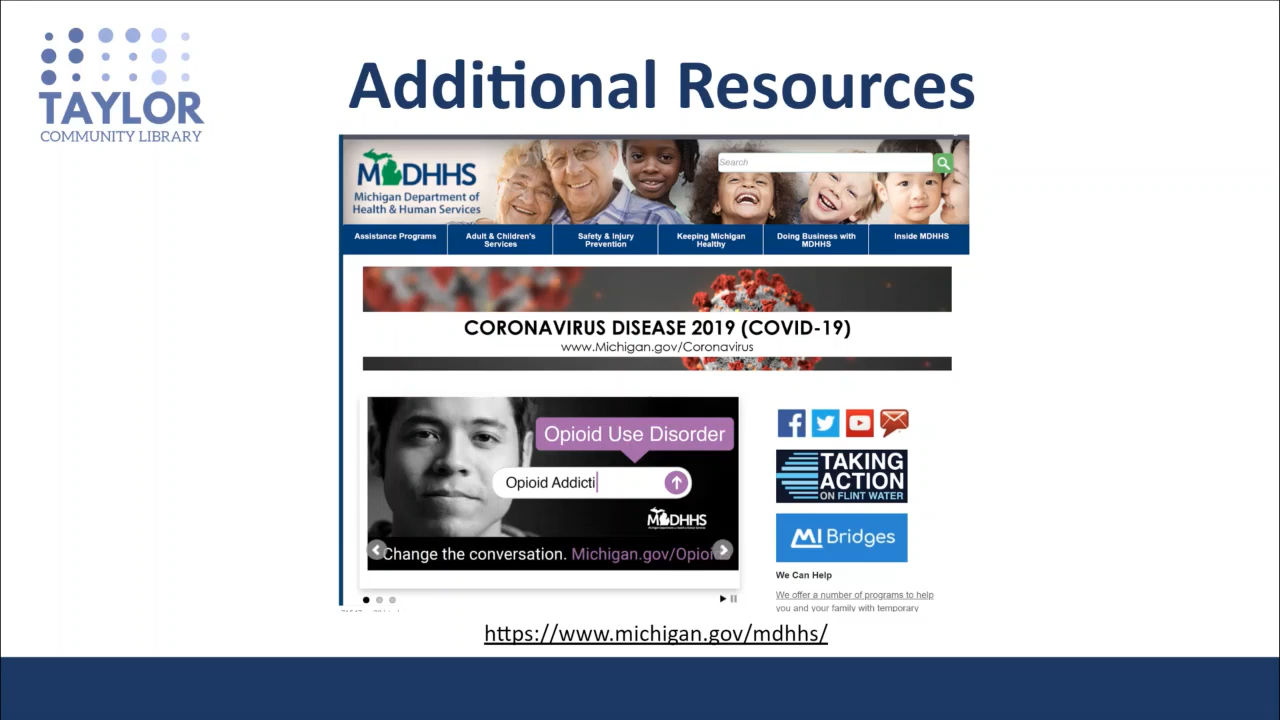 TAYLOR
COMMUNITY LIBRARY
Additional Resources
MDHHS
Michigan Department of
Health & Human Services
Search
Assistance Programs
Adult & Children's
Services
Safety & Injury
Prevention
Keeping Michigan
Healthy
Doing Business with
MDHHS
Inside MDHHS
CORONAVIRUS DISEASE 2019 (COVID-19)
www.Michigan.gov/Coronavirus
Opioid Use Disorder
Opioid Addicti
MDHHS
Change the conversation. Michigan.gov/Opioi
TAKING
ACTION
ON FLINT WATER
MI Bridges
We Can Help
We offer a number of programs to help
you and your family with temporary
https://www.michigan.gov/mdhhs/